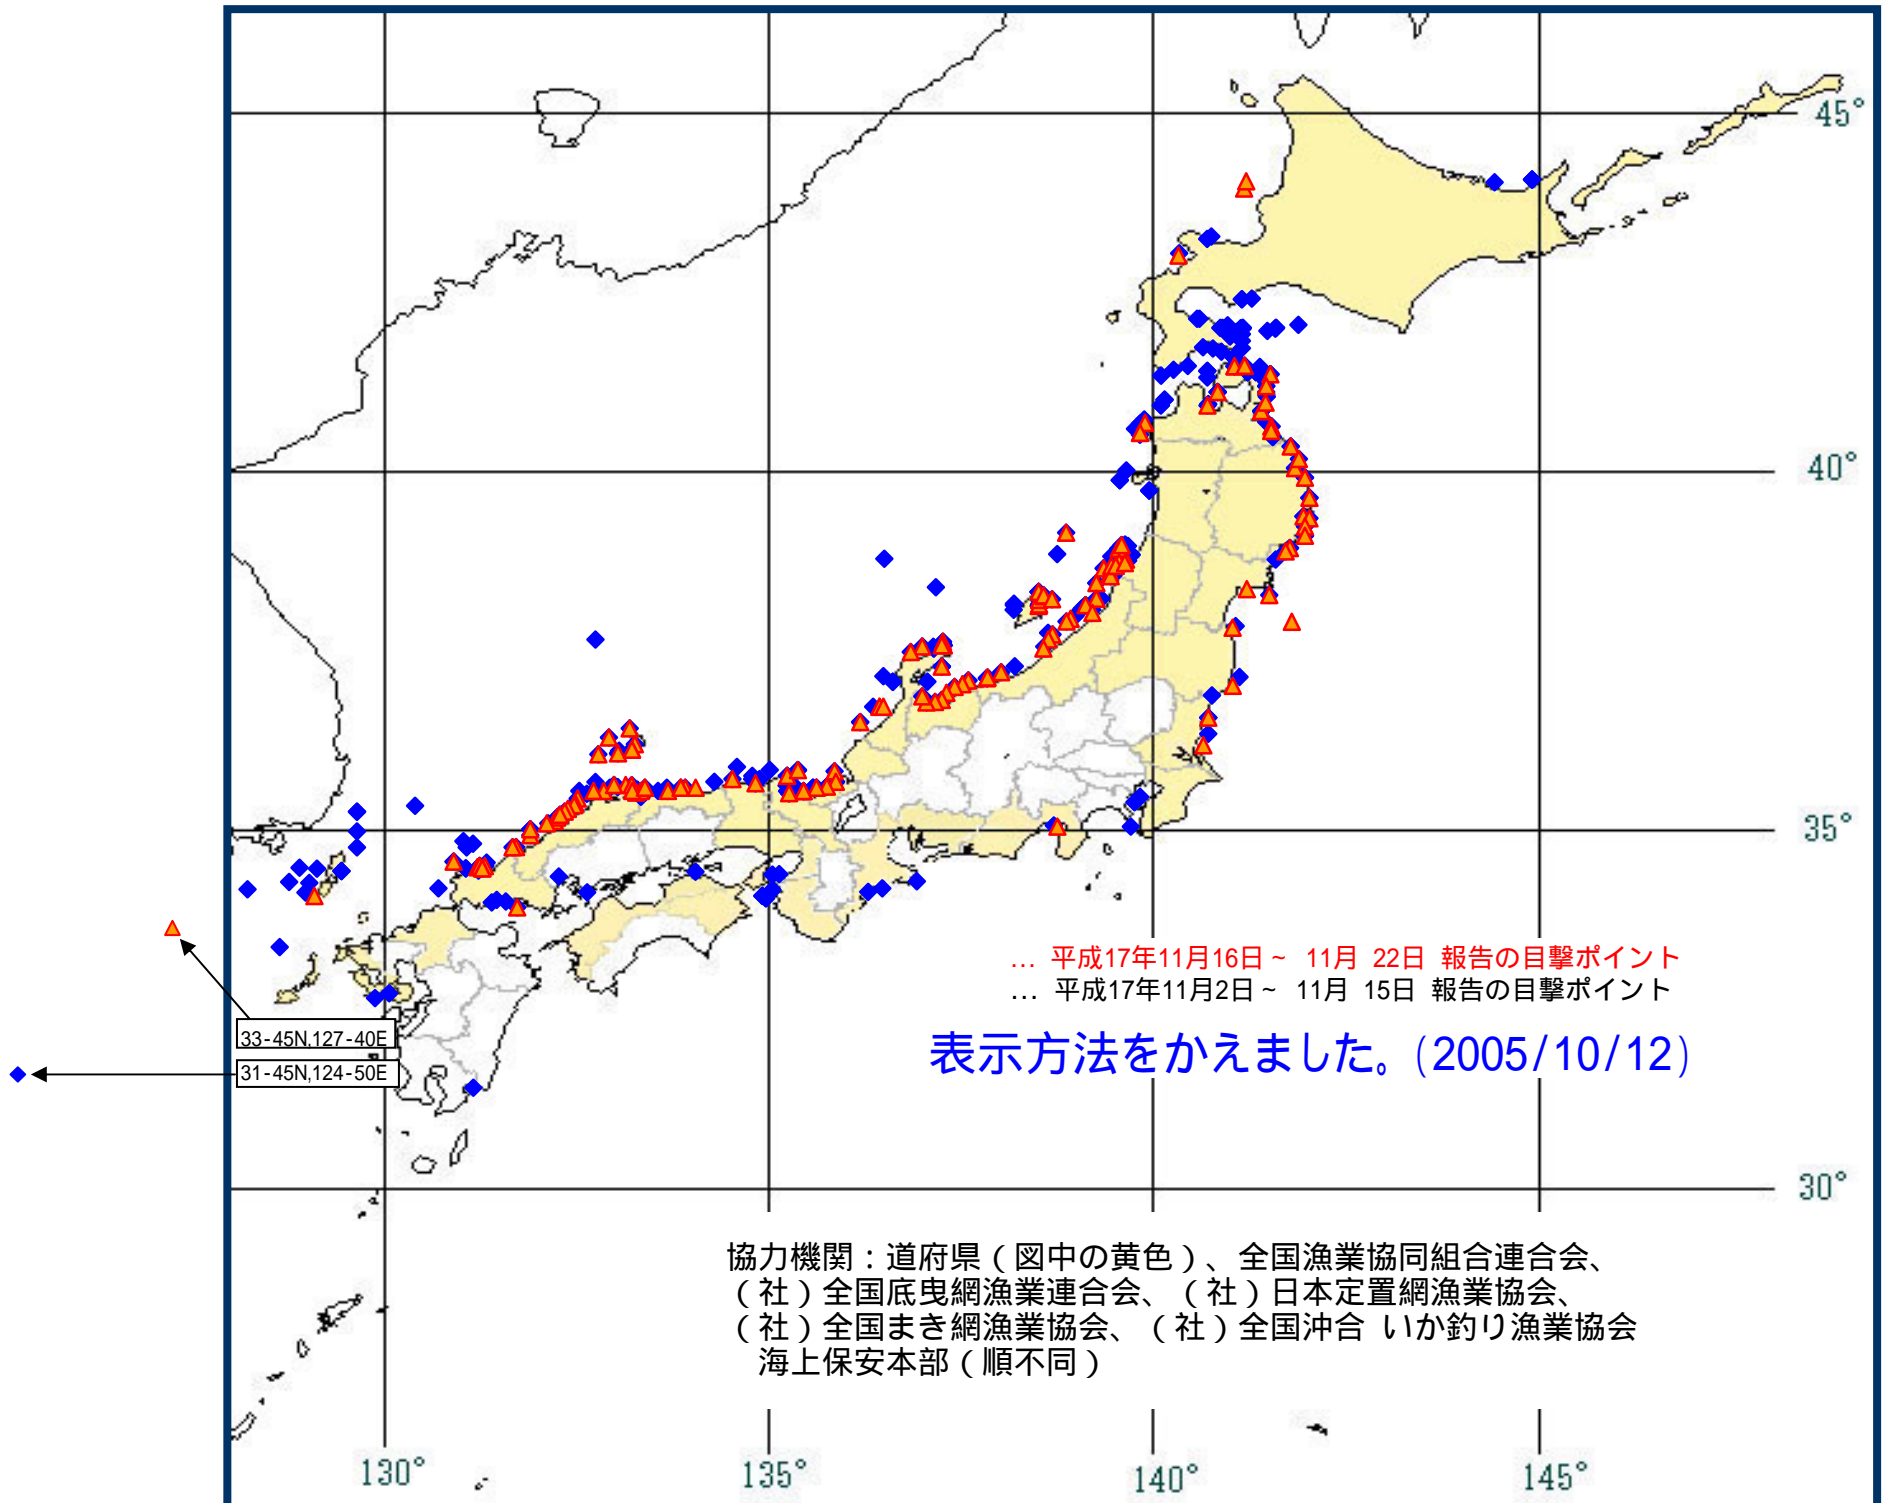 45°
40°
35°
… 平成17年11月16日~ 11月 22日 報告の目撃ポイント
… 平成17年11月2日~ 11月 15日 報告の目撃ポイント
33-45N,127-40E
表示方法をかえました。(2005/10/12)
31-45N,124-50E
30°
協力機関:道府県(図中の黄色)、全国漁業協同組合連合会、
(社)全国底曳網漁業連合会、(社)日本定置網漁業協会、
(社)全国まき網漁業協会、(社)全国沖合 いか釣り漁業協会
海上保安本部(順不同)
130° 135° 140° 145°